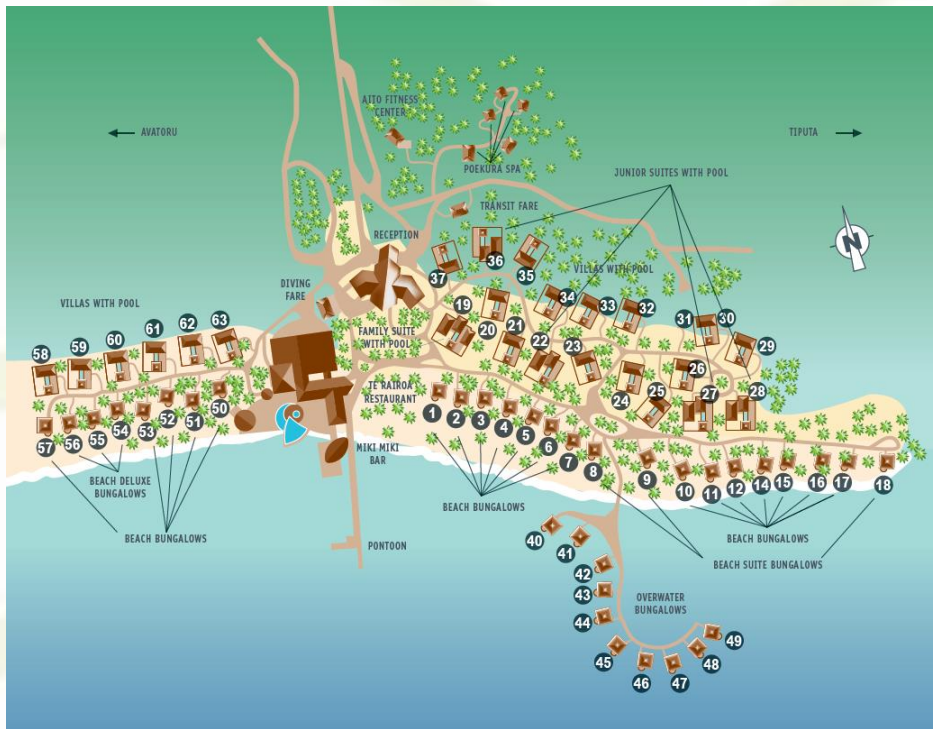 AITO FITNESS
CENTER
AVATORU
TIPUTA
POEKURA SPA
JUNIOR SUITES WITH POOL
TRANSIT FARE
RECEPTION
N
36
37
35
VILLAS WITH POOL
DIVING
FARE
VILLAS WITH POOL
19
34
33
32
31
30
63
62
61
60
59
58
FAMILY SUITE
WITH POOL
20
21
22
23
29
26
24
25
27
28
TE RAIROA
RESTAURANT
1
2
3
4
5
6
7
8
50
51
52
53
54
55
56
57
MIKI MIKI
BAR
9
10
11
12
14
15
16
17
18
BEACH DELUXE
BUNGALOWS
BEACH BUNGALOWS
BEACH BUNGALOWS
BEACH BUNGALOWS
PONTOON
BEACH SUITE BUNGALOWS
40
41
42
43
44
OVERWATER
BUNGALOWS
45
46
47
48
49